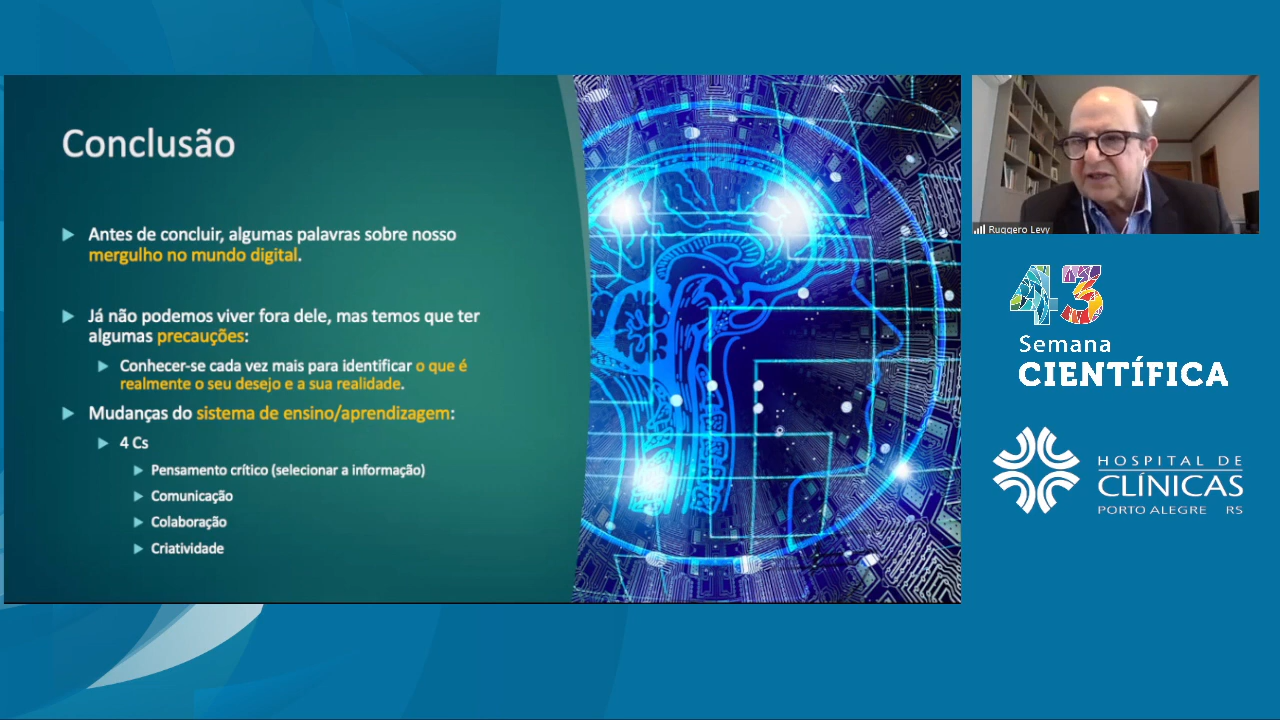 Conclusão
Antes de concluir, algumas palavras sobre nosso
mergulho no mundo digital.
Já não podemos viver fora dele, mas temos que ter
algumas precauções:
Conhecer-se cada vez mais para identificar o que é
realmente o seu desejo e a sua realidade.
Mudanças do sistema de ensino/aprendizagem:
4 Cs
Pensamento crítico (selecionar a informação)
Comunicação
Colaboração
Criatividade
Ruggero Levy
43
Semana
CIENTÍFICA
HOSPITAL DE
CLÍNICAS
PORTO ALEGRE RS